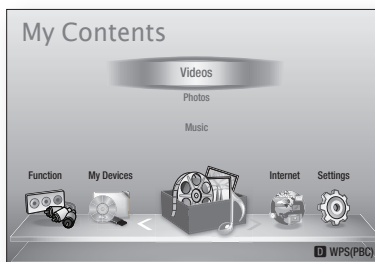 My Contents
Videos
Photos
Music
Function My Devices Internet Settings
D WPS(PBC)